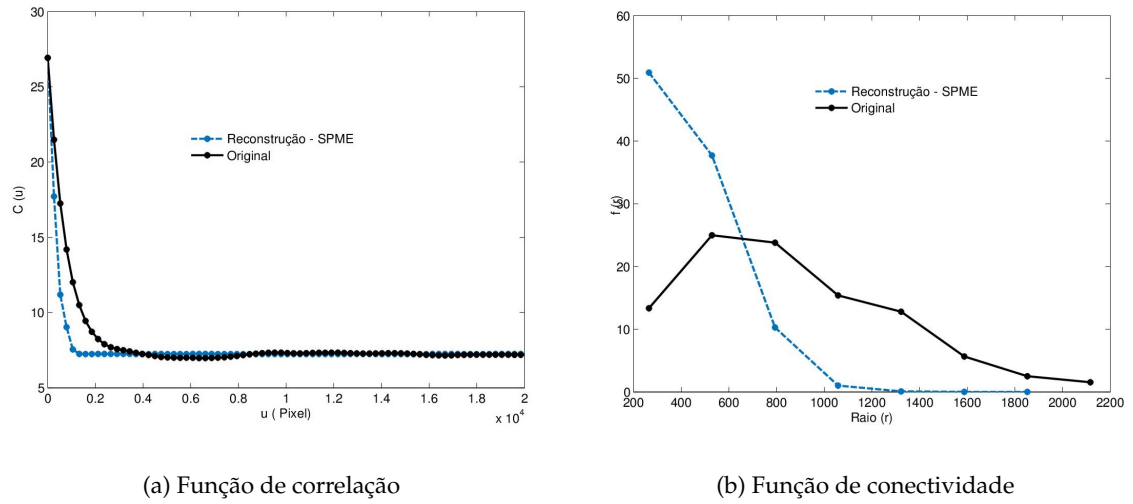 30
25
20
15
10
5
C (u)
Reconstrução - SPME
Original
0 0.2 0.4 0.6 0.8 1 1.2 1.4 1.6 1.8 2
x 10^4
u ( Pixel)
(a) Função de correlação
60
50
40
30
20
10
0
f (r)
Reconstrução - SPME
Original
200 400 600 800 1000 1200 1400 1600 1800 2000 2200
Raio (r)
(b) Função de conectividade